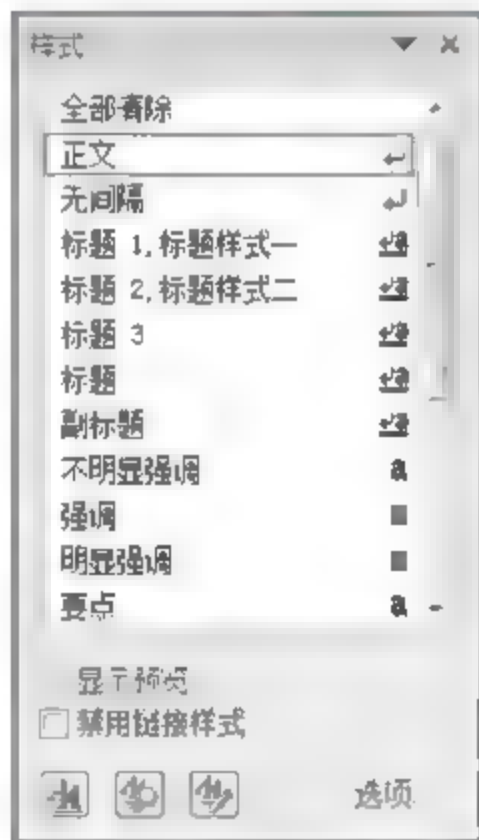 样式
全部清除
正文
无间隔
标题 1,标题样式一
标题 2,标题样式二
标题 3
标题
副标题
不明显强调 a
强调
明显强调
要点 a
显示预览
禁用链接样式
选项